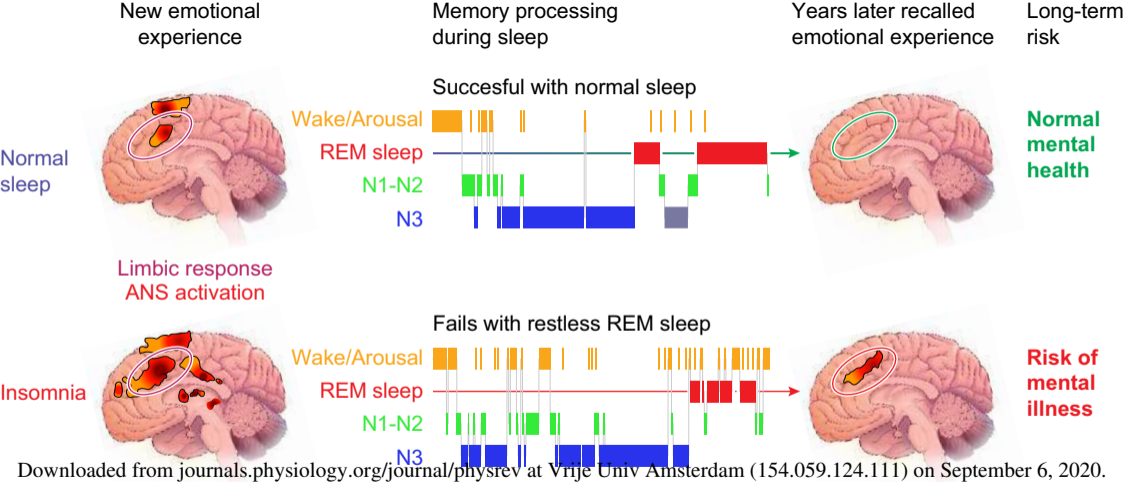 New emotional
experience
Memory processing
during sleep
Years later recalled
emotional experience
Long-term
risk
Succesful with normal sleep
Normal
sleep
Wake/Arousal
REM sleep
N1-N2
N3
Normal
mental
health
Limbic response
ANS activation
Fails with restless REM sleep
Insomnia
Wake/Arousal
REM sleep
N1-N2
N3
Risk of
mental
illness
Downloaded from journals.physiology.org/journal/physrev at Vrije Univ Amsterdam (154.059.124.111) on September 6, 2020.